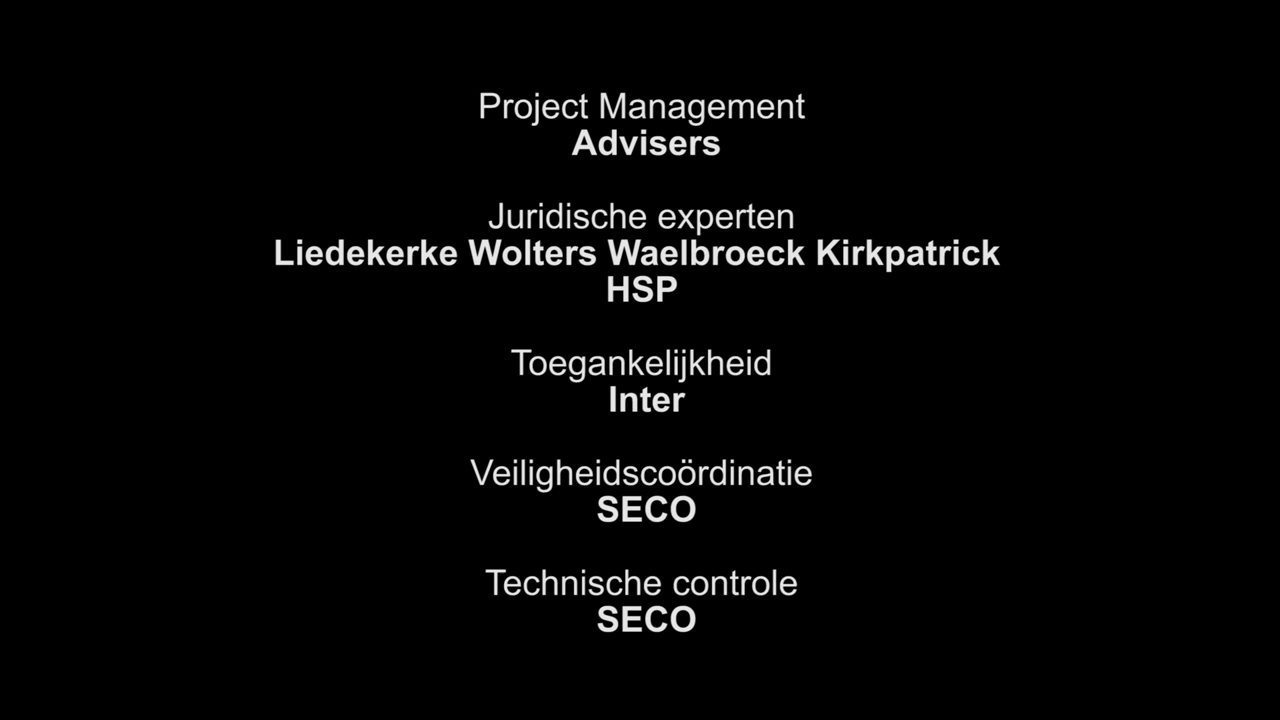 Project Management
Advisers
Juridische experten
Liedekerke Wolters Waelbroeck Kirkpatrick
HSP
Toegankelijkheid
Inter
Veiligheidscoördinatie
SECO
Technische controle
SECO